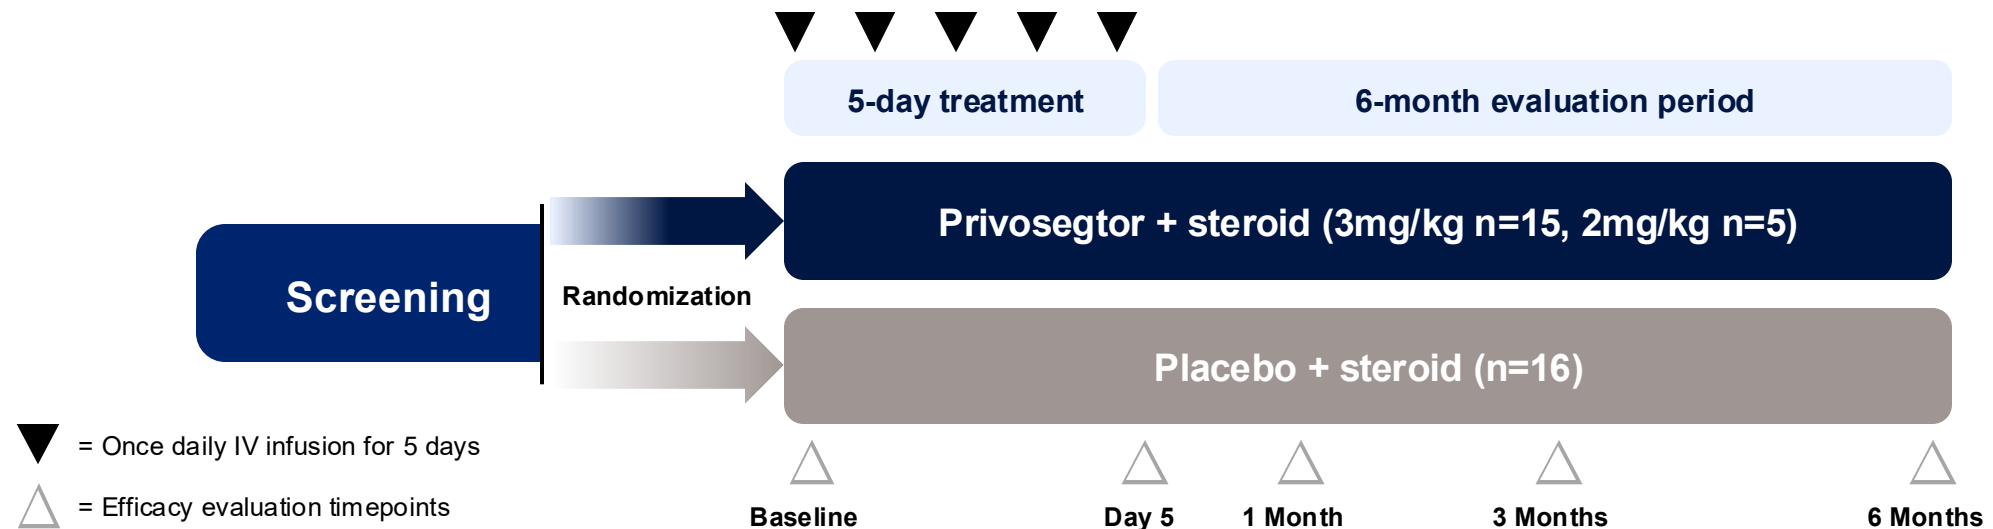 5-day treatment
6-month evaluation period
Privosegtor + steroid (3mg/kg n=15, 2mg/kg n=5)
Screening
Randomization
Placebo + steroid (n=16)
= Once daily IV infusion for 5 days
= Efficacy evaluation timepoints
Baseline
Day 5
1 Month
3 Months
6 Months